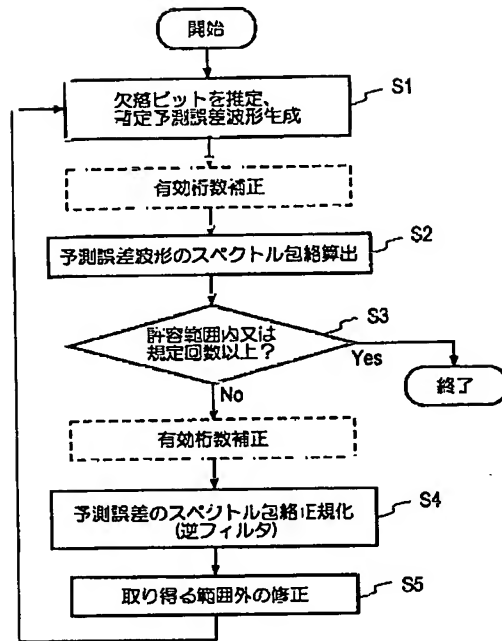 開始
S1
欠落ビットを推定、
暫定予測誤差波形生成
有効桁数補正
S2
予測誤差波形のスペクトル包絡算出
S3
許容範囲内又は
規定回数以上？
Yes
終了
No
有効桁数補正
S4
予測誤差のスペクトル包絡正規化
(逆フィルタ)
S5
取り得る範囲外の修正